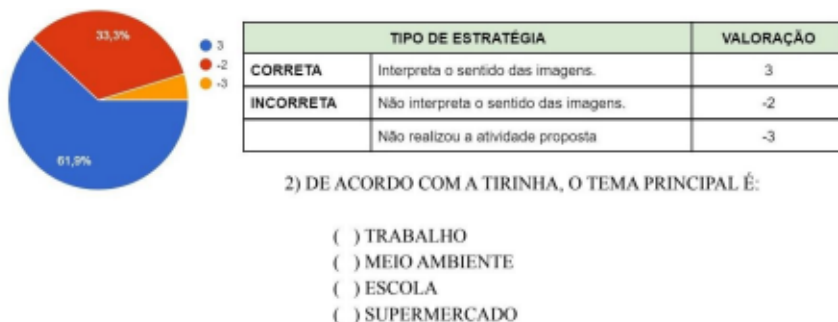 33,3%
61,9%
3
-2
-3
TIPO DE ESTRATÉGIA VALORAÇÃO
CORRETA Interpreta o sentido das imagens. 3
INCORRETA Não interpreta o sentido das imagens. -2
Não realizou a atividade proposta -3
2) DE ACORDO COM A TIRINHA, O TEMA PRINCIPAL É:
( ) TRABALHO
( ) MEIO AMBIENTE
( ) ESCOLA
( ) SUPERMERCADO